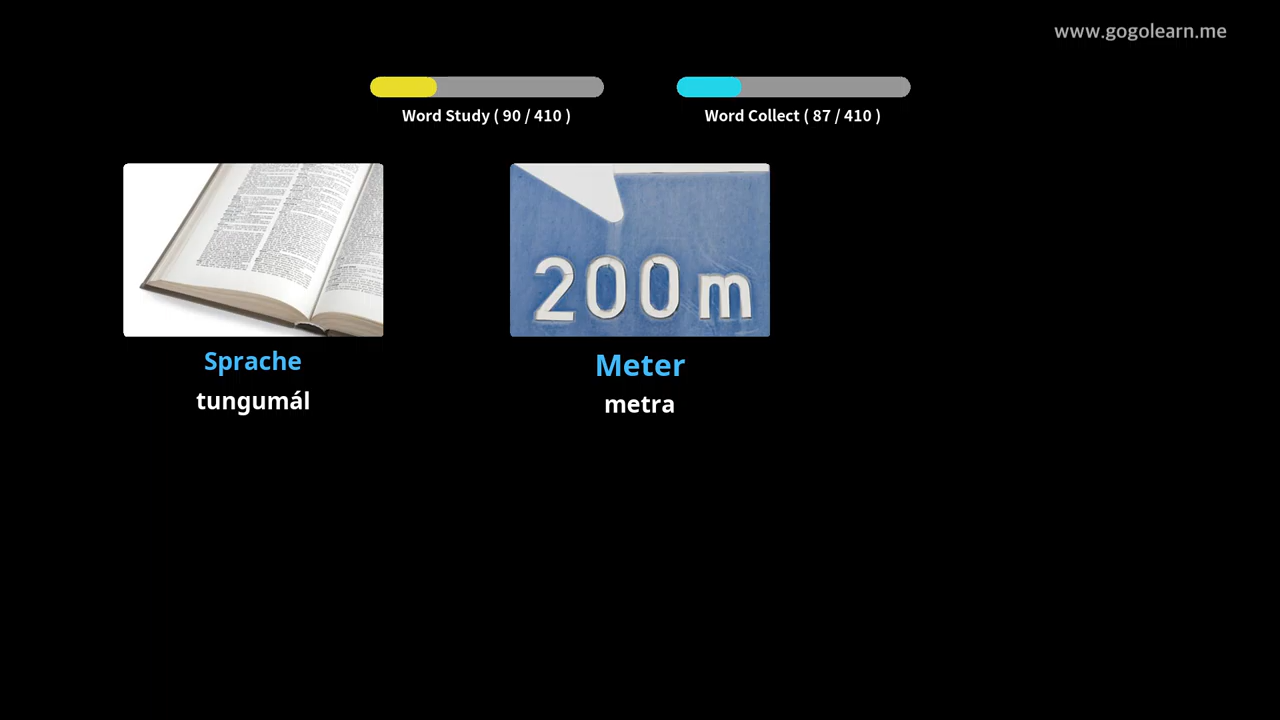 www.gogolearn.me
Word Study ( 90 / 410 )
Word Collect ( 87 / 410 )
200 m
Sprache
tungumál
Meter
metra